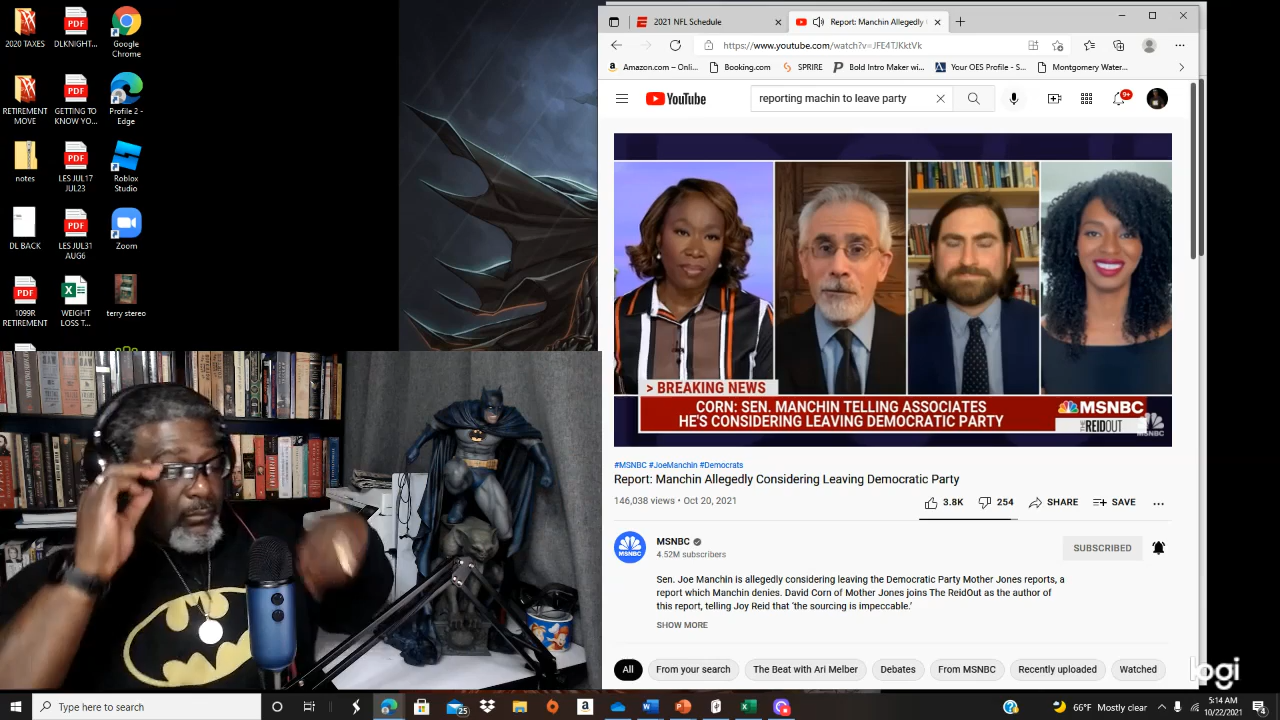 2020 TAXES
DLKNIGHT...
Google Chrome
RETIREMENT MOVE
GETTING TO KNOW YO...
Profile 2 - Edge
notes
LES JUL17 JUL23
Roblox Studio
DL BACK
LES JUL31 AUG6
Zoom
1099R RETIREMENT
WEIGHT LOSS T...
terry stereo
2021 NFL Schedule
Report: Manchin Allegedly
https://www.youtube.com/watch?v=JFE4TJKktVk
Amazon.com – Onli...
Booking.com
SPRIRE
Bold Intro Maker wi...
Your OES Profile - S...
Montgomery Water...
YouTube
reporting machin to leave party
9+
> BREAKING NEWS
CORN: SEN. MANCHIN TELLING ASSOCIATES
HE'S CONSIDERING LEAVING DEMOCRATIC PARTY
MSNBC
THE REIDOUT
MSNBC
#MSNBC #JoeManchin #Democrats
Report: Manchin Allegedly Considering Leaving Democratic Party
146,038 views • Oct 20, 2021
3.8K
254
SHARE
SAVE
MSNBC
4.52M subscribers
SUBSCRIBED
Sen. Joe Manchin is allegedly considering leaving the Democratic Party Mother Jones reports, a
report which Manchin denies. David Corn of Mother Jones joins The ReidOut as the author of
this report, telling Joy Reid that 'the sourcing is impeccable.'
SHOW MORE
All
From your search
The Beat with Ari Melber
Debates
From MSNBC
Recently uploaded
Watched
logi
Type here to search
25
66°F Mostly clear
5:14 AM
10/22/2021
4